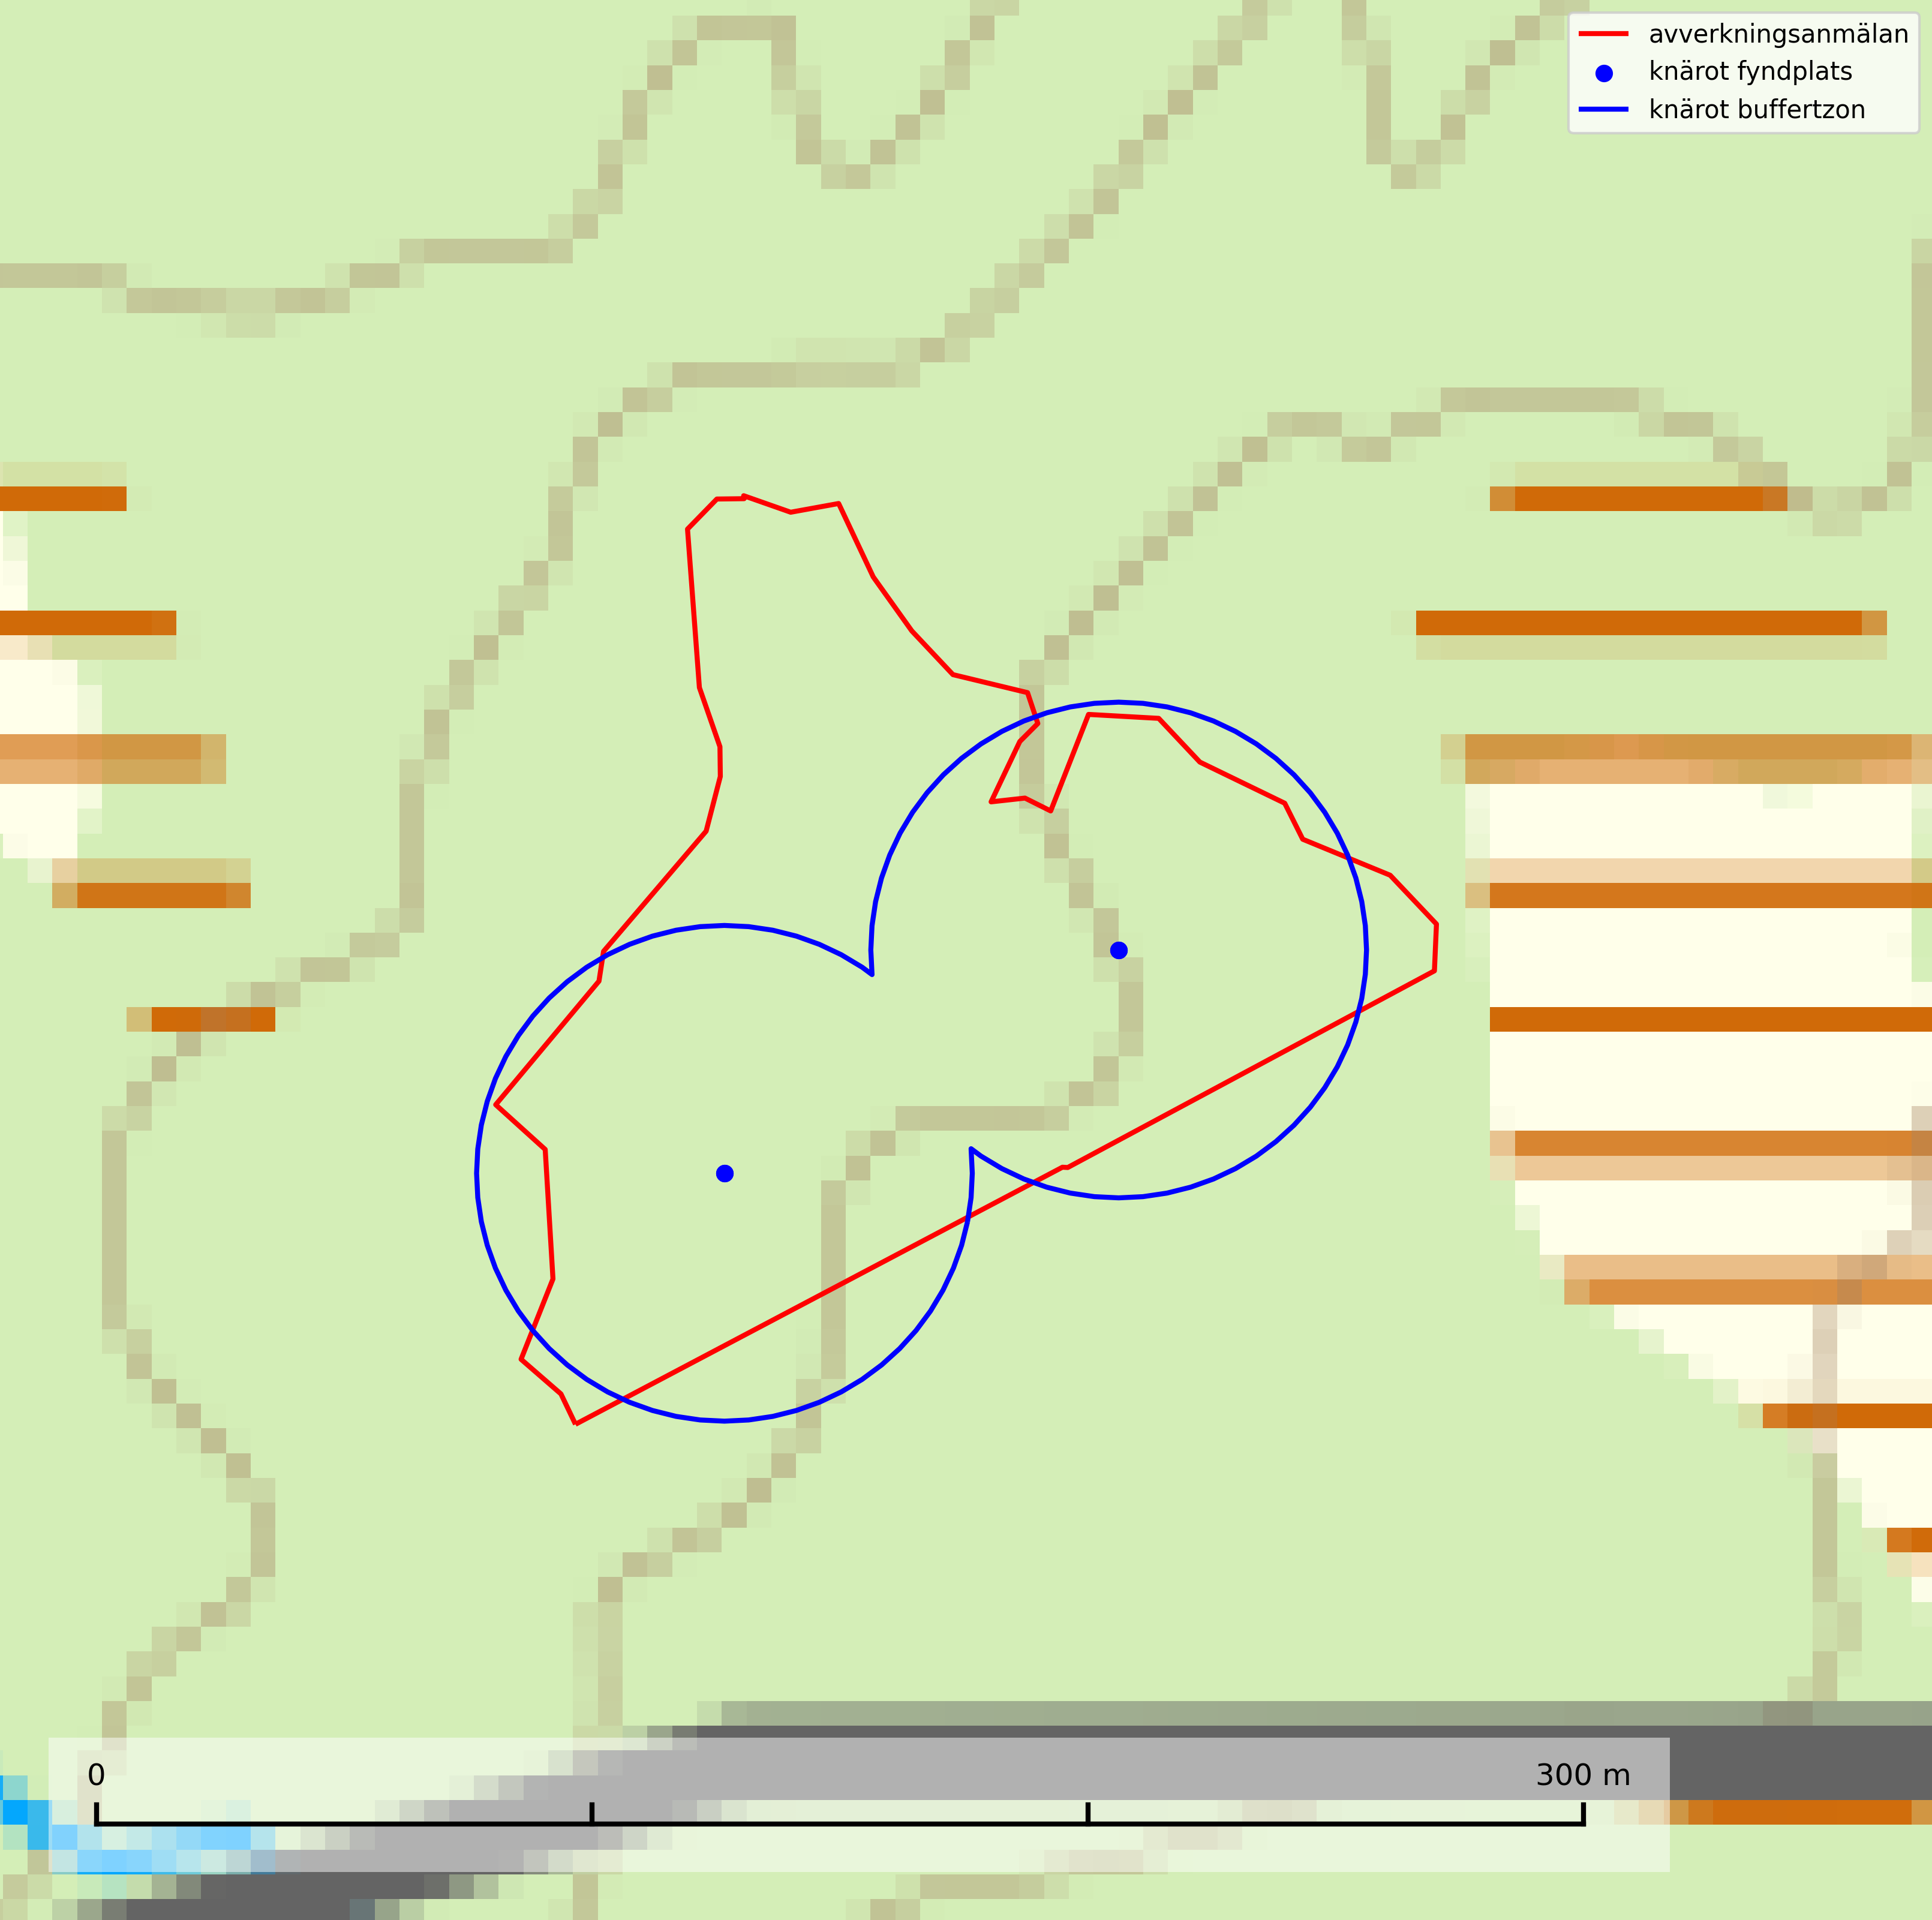 avverkningsanmälan
knärot fyndplats
knärot buffertzon
0
300 m